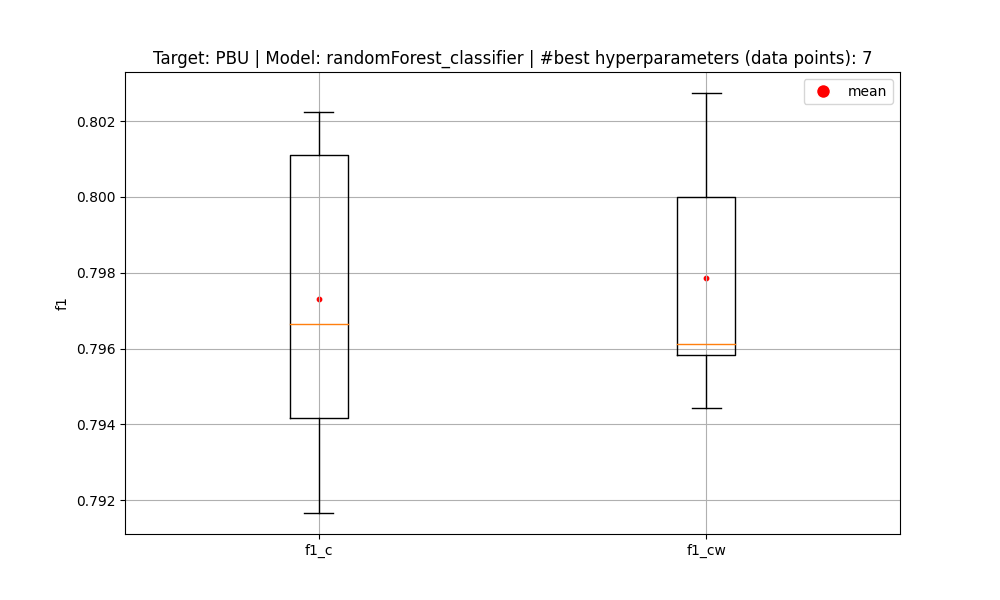 Target: PBU | Model: randomForest_classifier | #best hyperparameters (data points): 7
mean
0.802
0.800
0.798
0.796
0.794
0.792
f1
f1_c
f1_cw